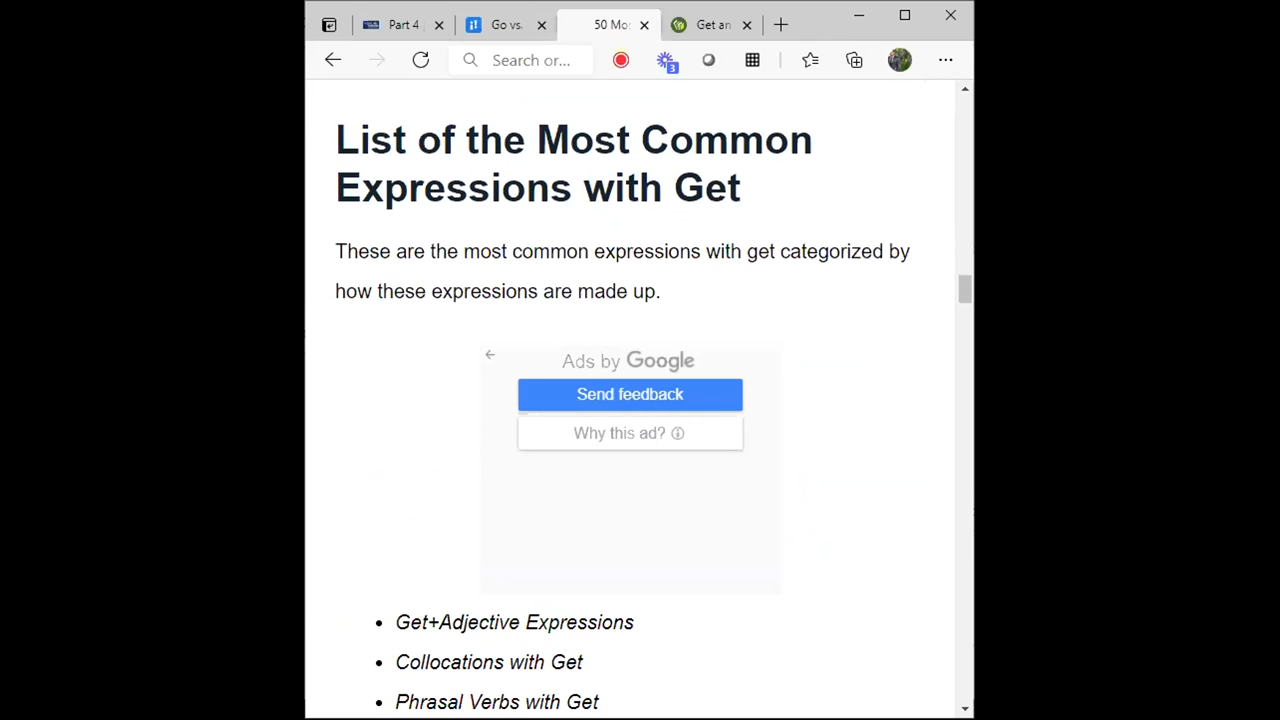 Part 4
Go vs.
50 Mo
Get an
Search or...
3
List of the Most Common
Expressions with Get
These are the most common expressions with get categorized by
how these expressions are made up.
Ads by Google
Send feedback
Why this ad?
Get+Adjective Expressions
Collocations with Get
Phrasal Verbs with Get